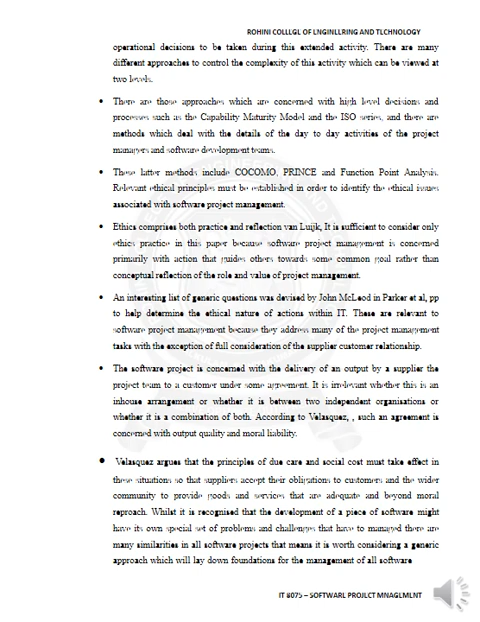 ROHINI COLLEGE OF ENGINEERING AND TECHNOLOGY
operational decisions to be taken during this extended activity. There are many
different approaches to control the complexity of this activity which can be viewed at
two levels.
• There are those approaches which are concerned with high level decisions and
processes such as the Capability Maturity Model and the ISO series, and there are
methods which deal with the details of the day to day activities of the project
managers and software development teams.
• These latter methods include COCOMO, PRINCE and Function Point Analysis.
Relevant ethical principles must be established in order to identify the ethical issues
associated with software project management.
• Ethics comprises both practice and reflection van Luijk, It is sufficient to consider only
ethics practice in this paper because software project management is concerned
primarily with action that guides others towards some common goal rather than
conceptual reflection of the role and value of project management.
• An interesting list of generic questions was devised by John McLeod in Parker et al, pp
to help determine the ethical nature of actions within IT. These are relevant to
software project management because they address many of the project management
tasks with the exception of full consideration of the supplier customer relationship.
• The software project is concerned with the delivery of an output by a supplier the
project team to a customer under some agreement. It is irrelevant whether this is an
inhouse arrangement or whether it is between two independent organisations or
whether it is a combination of both. According to Velasquez, , such an agreement is
concerned with output quality and moral liability.
• Velasquez argues that the principles of due care and social cost must take effect in
these situations so that suppliers accept their obligations to customers and the wider
community to provide goods and services that are adequate and beyond moral
reproach. Whilst it is recognised that the development of a piece of software might
have its own special set of problems and challenges that have to managed there are
many similarities in all software projects that means it is worth considering a generic
approach which will lay down foundations for the management of all software
IT 8075 – SOFTWARE PROJECT MNAGEMENT